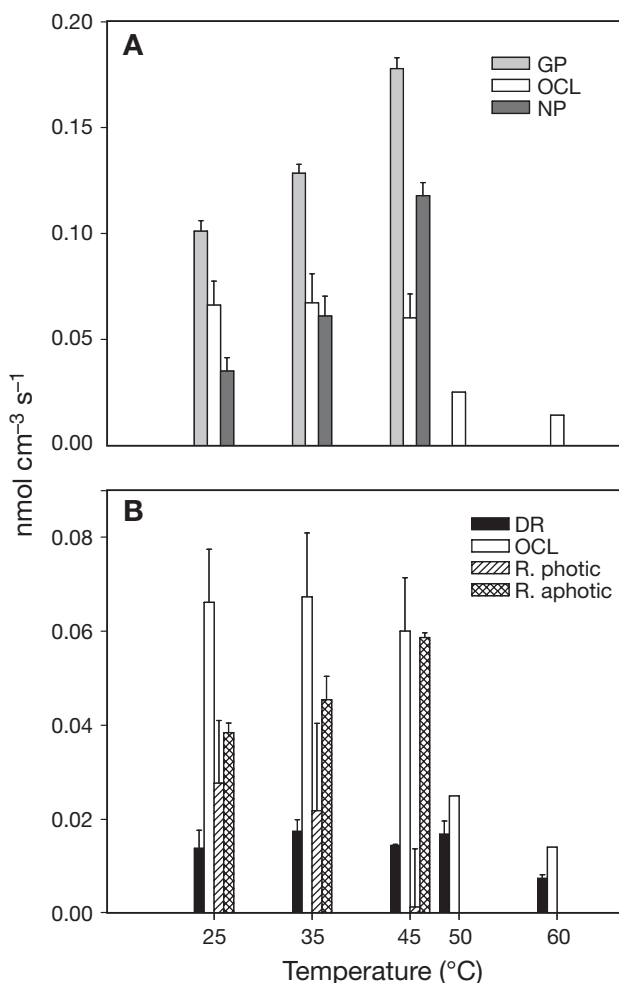 A
0.20
0.15
0.10
0.05
0.00
GP
OCL
NP
nmol cm⁻³ s⁻¹
B
0.08
0.06
0.04
0.02
0.00
DR
OCL
R. photic
R. aphotic
25 35 45 50 60
Temperature (°C)